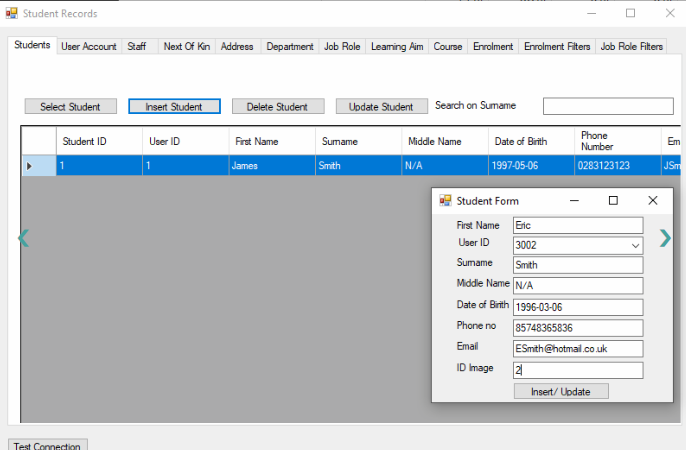 Student Records
Students User Account Staff Next Of Kin Address Department Job Role Learning Aim Course Enrolment Enrolment Filters Job Role Filters
Select Student Insert Student Delete Student Update Student Search on Surname
Student ID User ID First Name Surname Middle Name Date of Birth Phone Number Em
1 1 James Smith N/A 1997-05-06 0283123123 JSm
Student Form
First Name Eric
User ID 3002
Surname Smith
Middle Name N/A
Date of Birth 1996-03-06
Phone no 85748365836
Email ESmith@hotmail.co.uk
ID Image 2
Insert/ Update
Test Connection